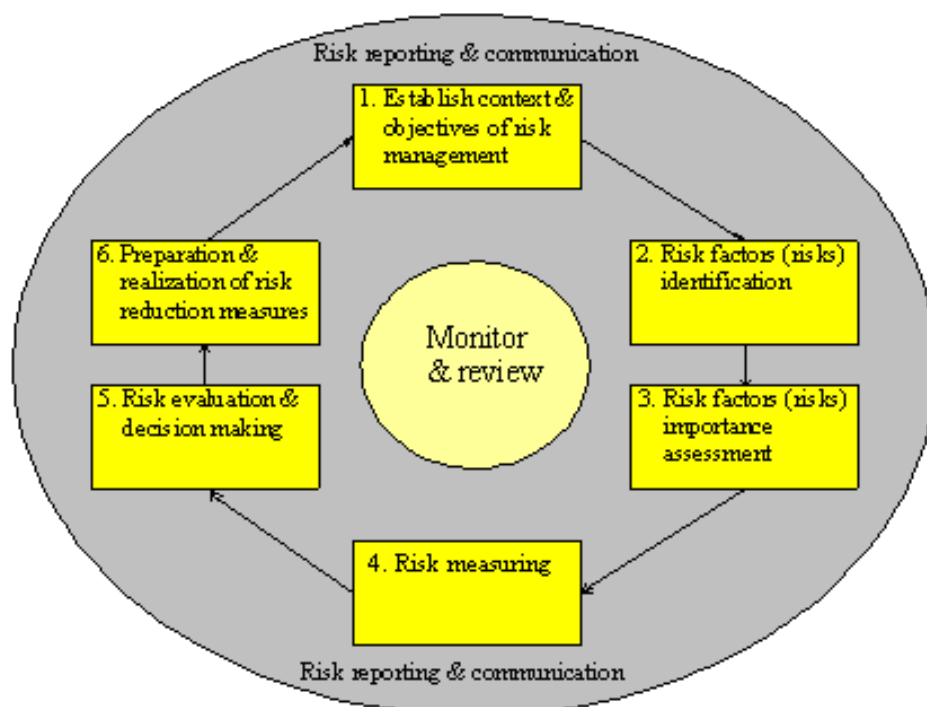 Risk reporting & communication
1. Establish context &
objectives of risk
management
2. Risk factors (risks)
identification
3. Risk factors (risks)
importance
assessment
4. Risk measuring
5. Risk evaluation &
decision making
6. Preparation &
realization of risk
reduction measures
Monitor
& review
Risk reporting & communication